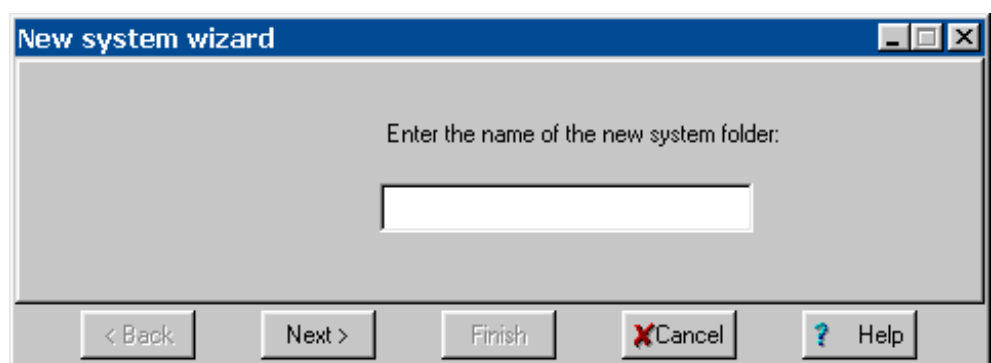 New system wizard
Enter the name of the new system folder:
< Back Next > Finish Cancel ? Help